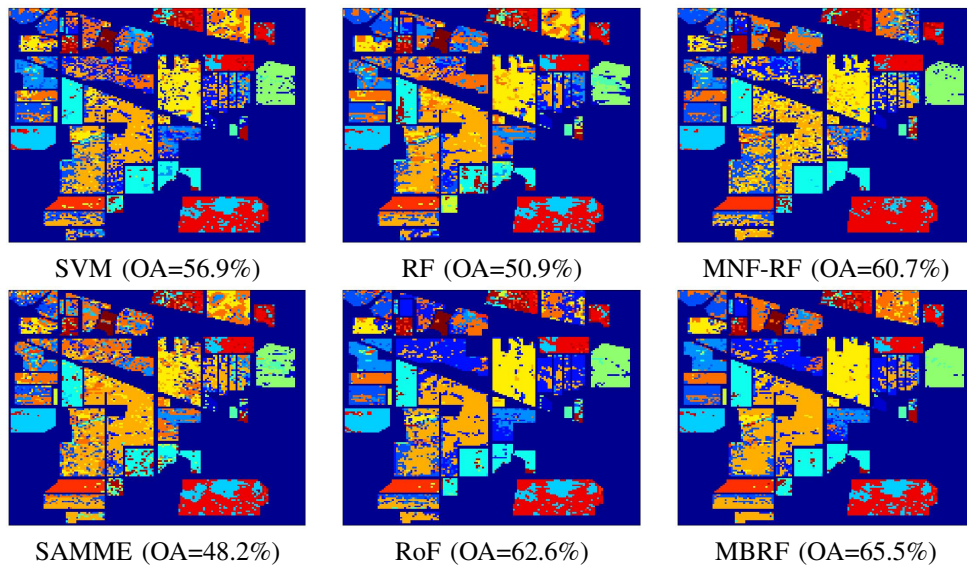 SVM (OA=56.9%)
RF (OA=50.9%)
MNF-RF (OA=60.7%)
SAMME (OA=48.2%)
RoF (OA=62.6%)
MBRF (OA=65.5%)